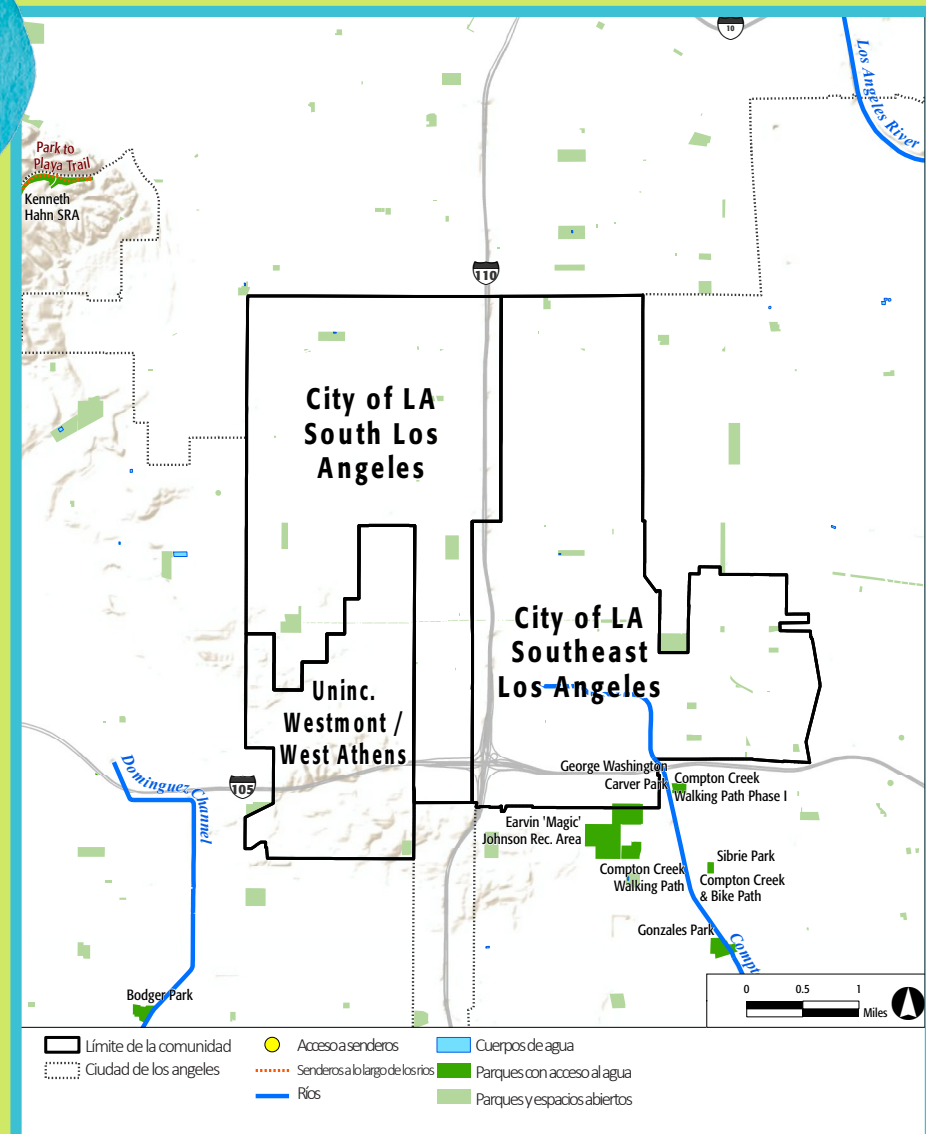 10
Los Angeles River
Park to
Playa Trail
Kenneth
Hahn SRA
110
City of LA
South Los
Angeles
City of LA
Southeast
Los Angeles
Uninc.
Westmont /
West Athens
Dominguez Channel
105
George Washington
Carver Park
Compton Creek
Walking Path Phase I
Earvin 'Magic'
Johnson Rec. Area
Compton Creek
Walking Path
Sibrie Park
Compton Creek
& Bike Path
Gonzales Park
Compt
Bodger Park
0 0.5 1
Miles
Límite de la comunidad
Ciudad de los angeles
Acceso a senderos
Senderos a lo largo de los rios
Ríos
Cuerpos de agua
Parques con acceso al agua
Parques y espacios abiertos